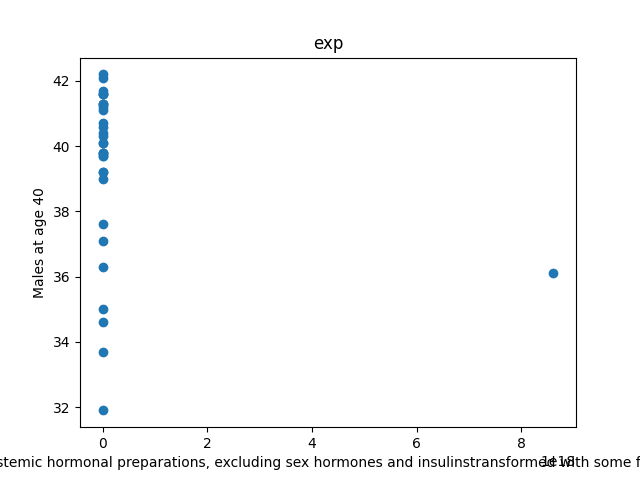 exp
Males at age 40
42
40
38
36
34
32
0 2 4 6 8
1e18
stemic hormonal preparations, excluding sex hormones and insulinstransformed with some f